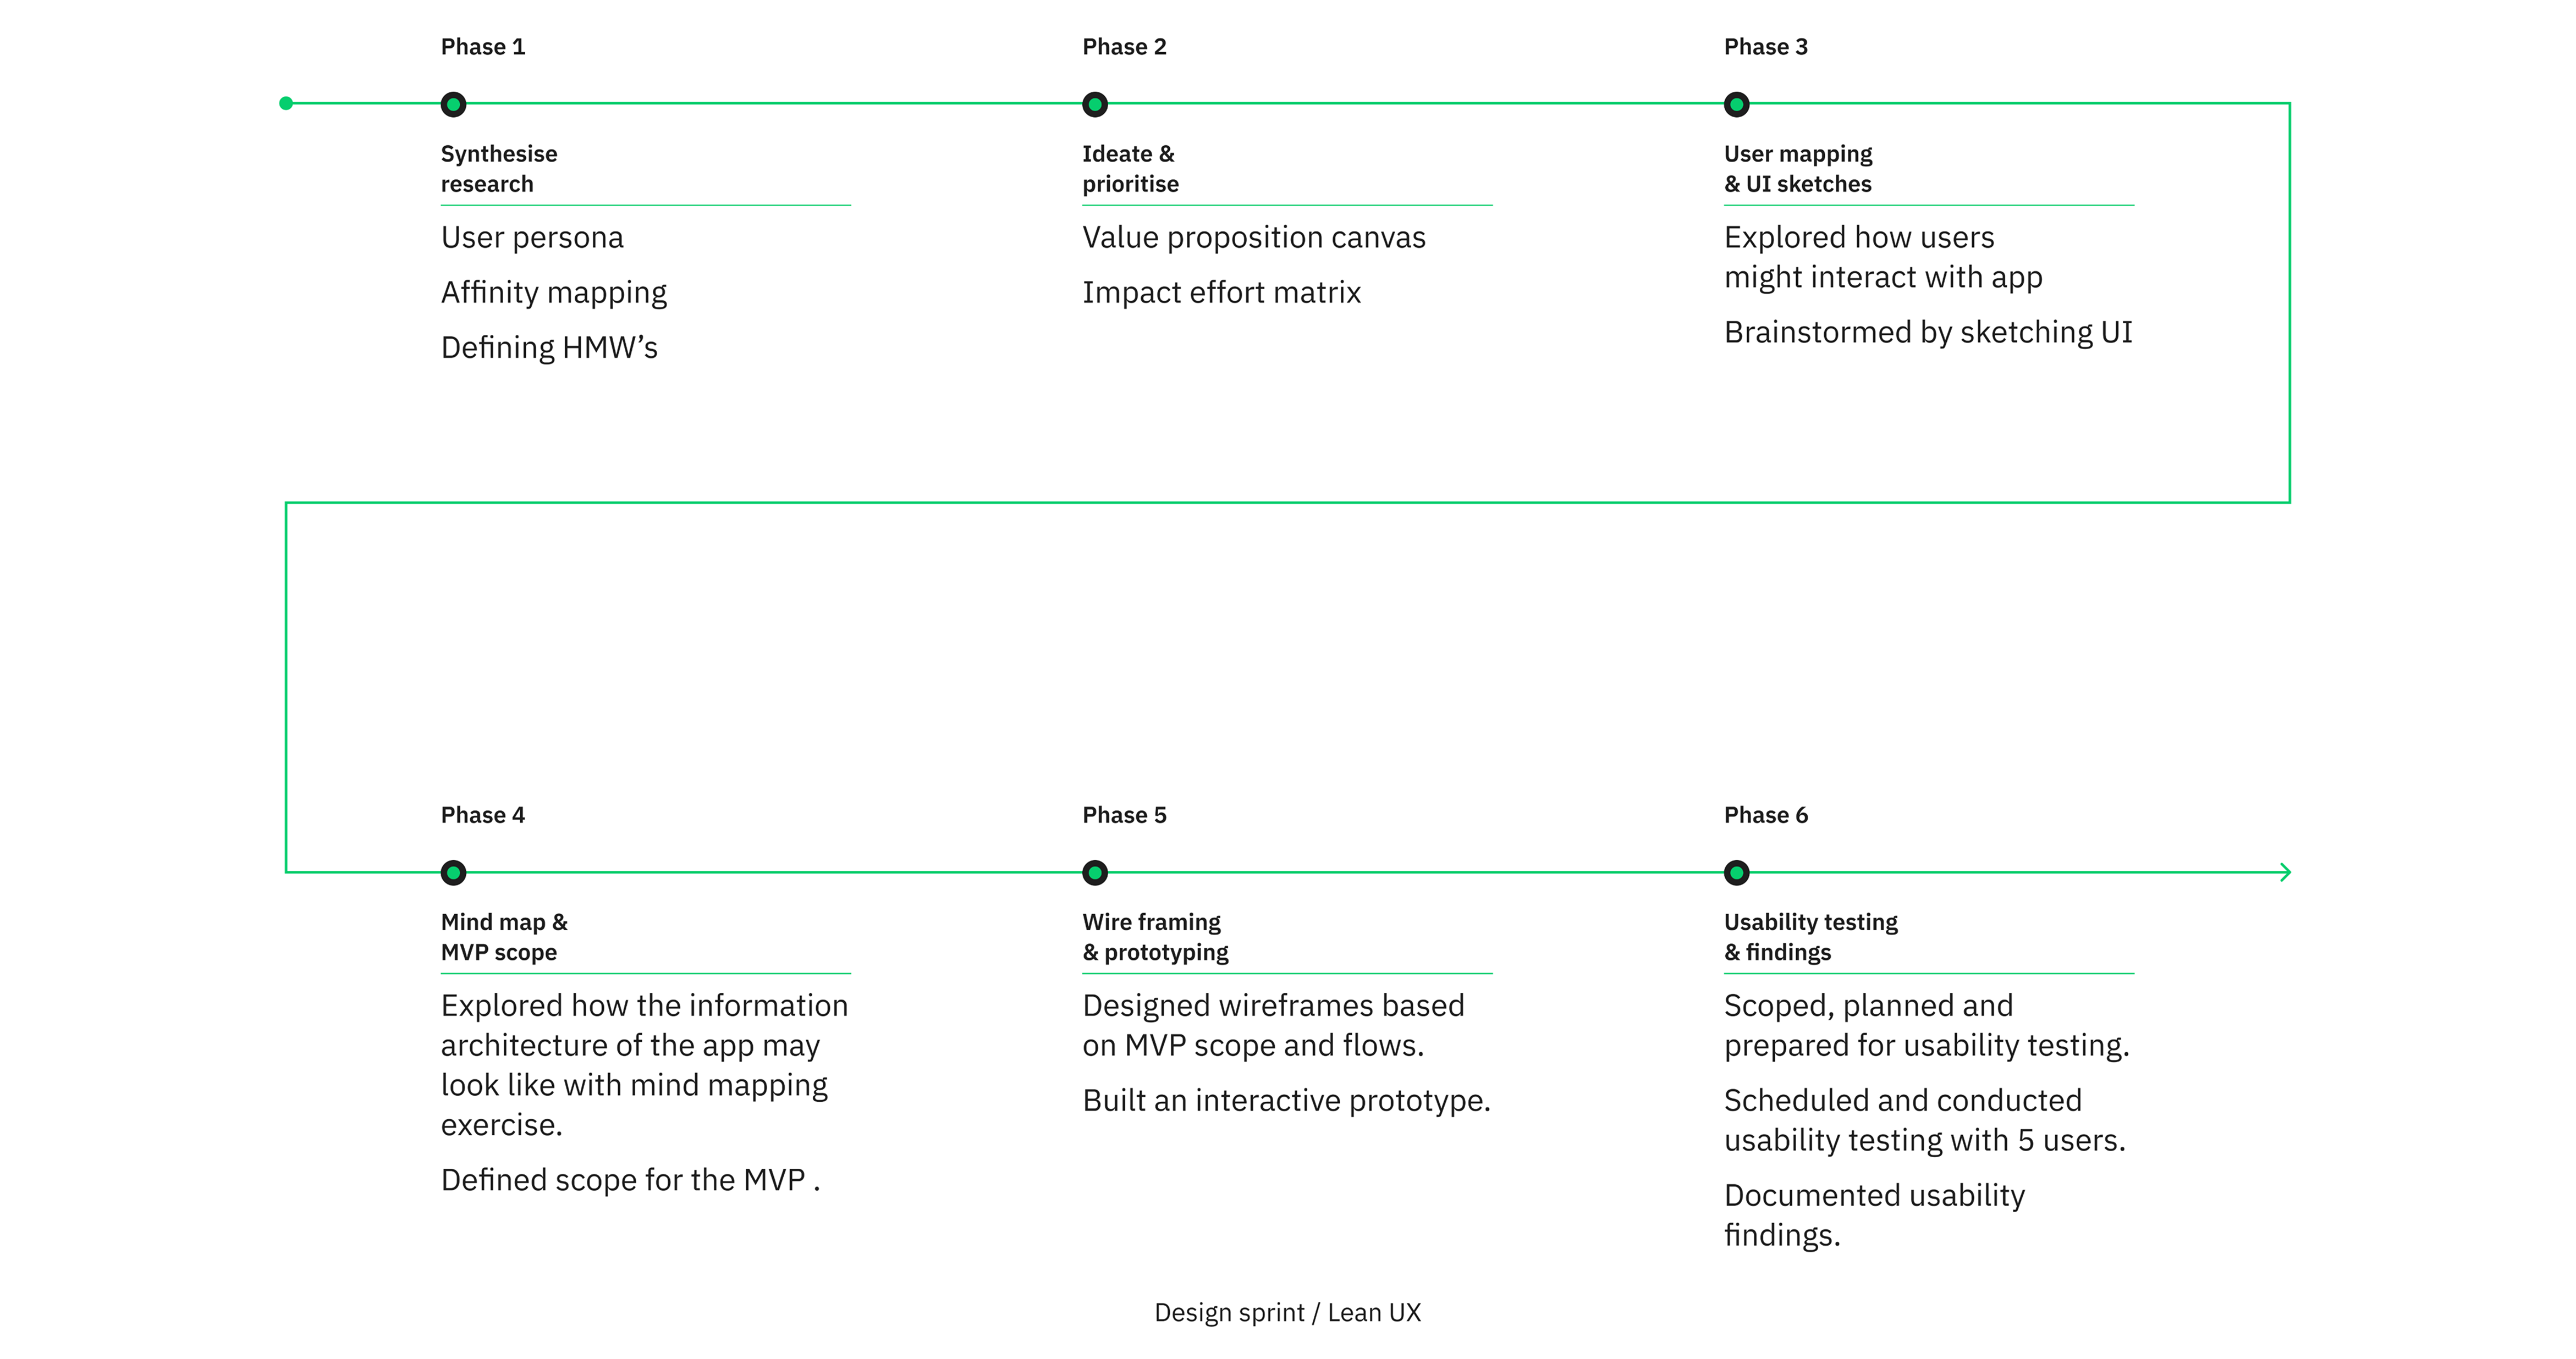 Phase 1
Synthesise
research
User persona
Affinity mapping
Defining HMW’s
Phase 2
Ideate &
prioritise
Value proposition canvas
Impact effort matrix
Phase 3
User mapping
& UI sketches
Explored how users
might interact with app
Brainstormed by sketching UI
Phase 4
Mind map &
MVP scope
Explored how the information
architecture of the app may
look like with mind mapping
exercise.
Defined scope for the MVP .
Phase 5
Wire framing
& prototyping
Designed wireframes based
on MVP scope and flows.
Built an interactive prototype.
Phase 6
Usability testing
& findings
Scoped, planned and
prepared for usability testing.
Scheduled and conducted
usability testing with 5 users.
Documented usability
findings.
Design sprint / Lean UX